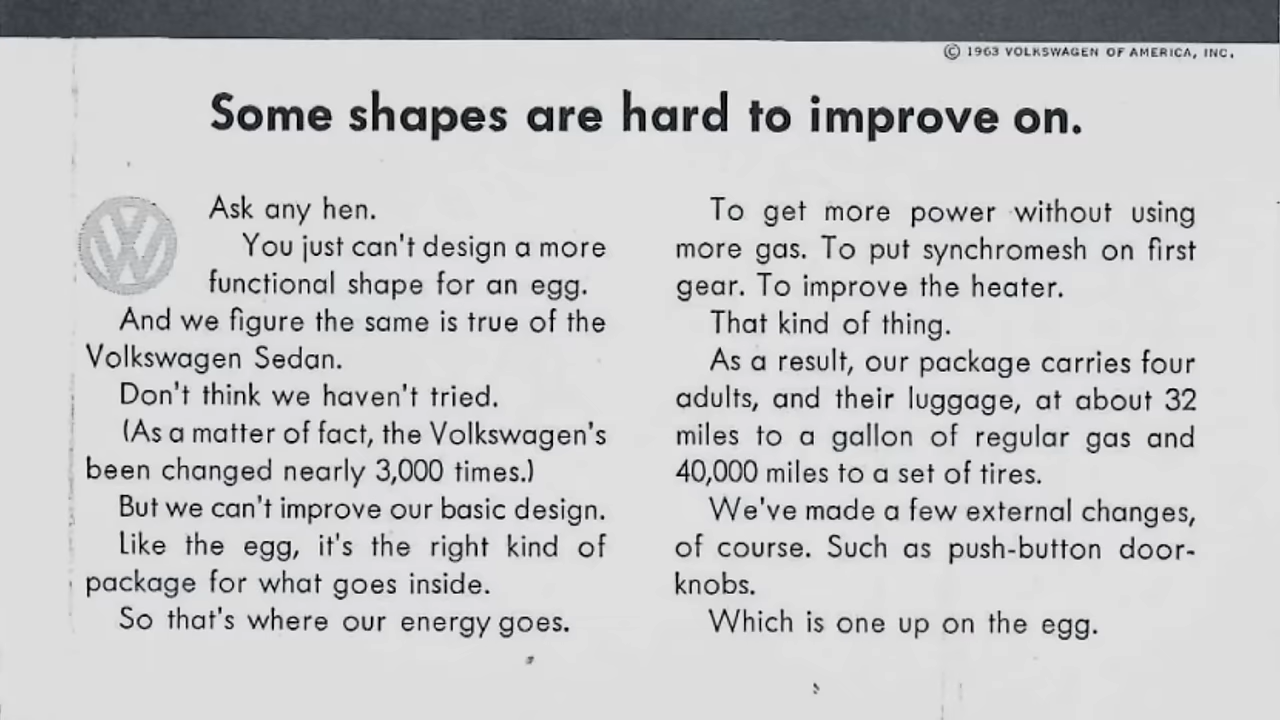 © 1963 VOLKSWAGEN OF AMERICA, INC.
Some shapes are hard to improve on.
Ask any hen.
You just can't design a more
functional shape for an egg.
And we figure the same is true of the
Volkswagen Sedan.
Don't think we haven't tried.
(As a matter of fact, the Volkswagen's
been changed nearly 3,000 times.)
But we can't improve our basic design.
Like the egg, it's the right kind of
package for what goes inside.
So that's where our energy goes.
To get more power without using
more gas. To put synchromesh on first
gear. To improve the heater.
That kind of thing.
As a result, our package carries four
adults, and their luggage, at about 32
miles to a gallon of regular gas and
40,000 miles to a set of tires.
We've made a few external changes,
of course. Such as push-button door-
knobs.
Which is one up on the egg.